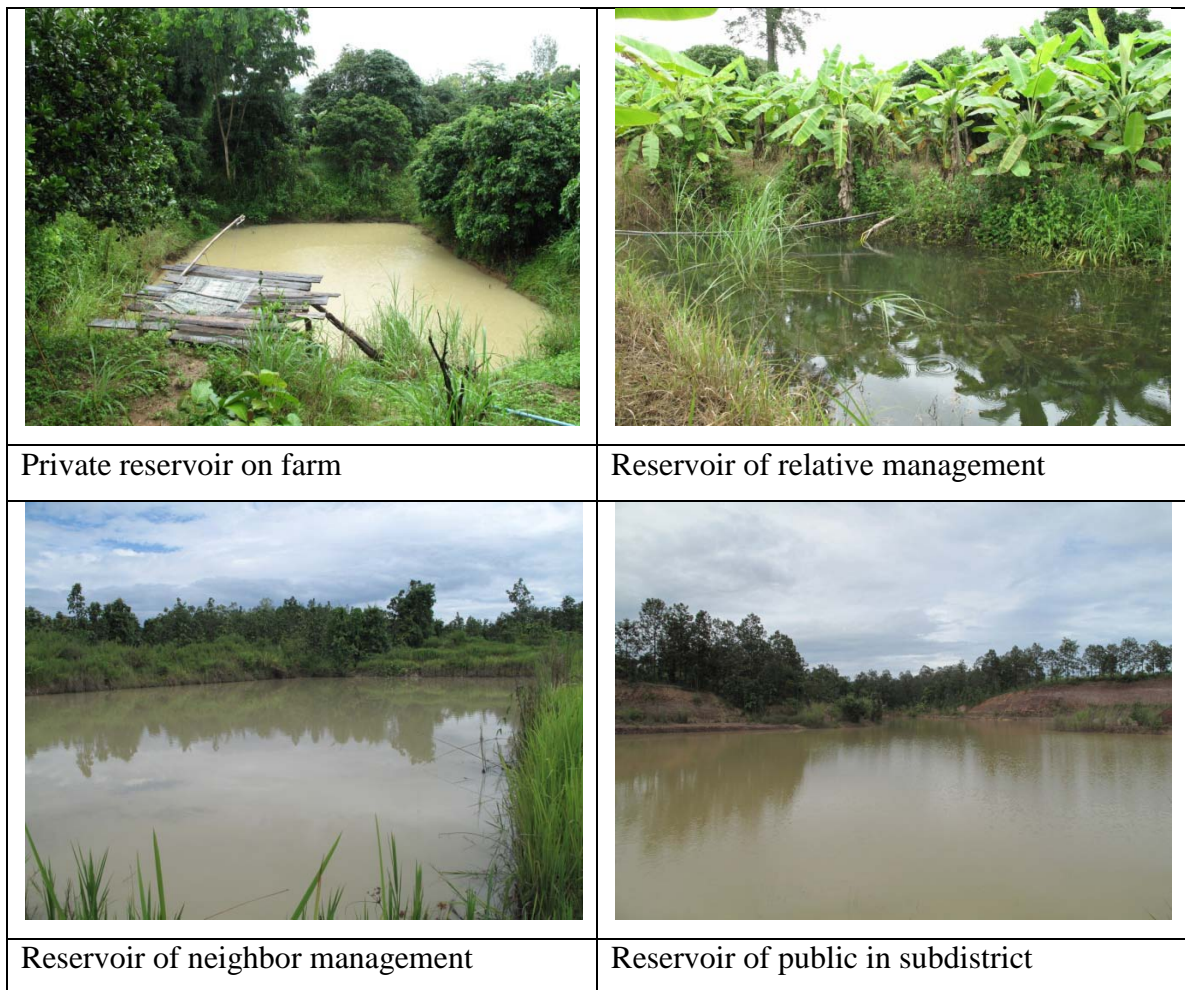 Private reservoir on farm
Reservoir of relative management
Reservoir of neighbor management
Reservoir of public in subdistrict